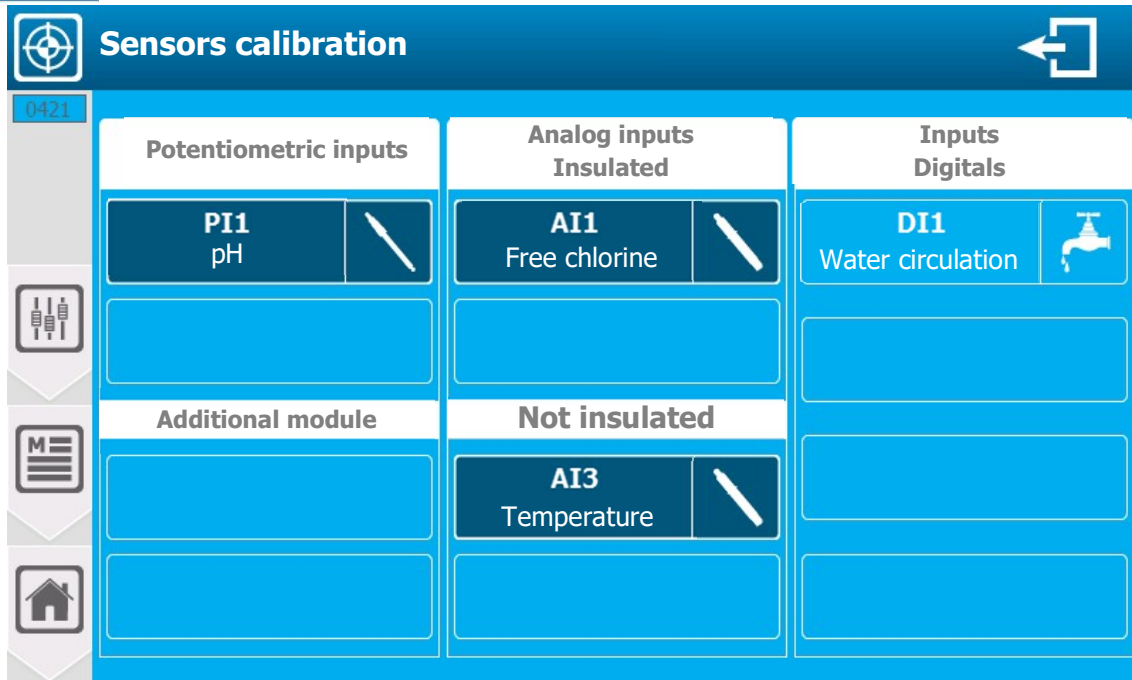 Sensors calibration
0421
Potentiometric inputs
PI1
pH
Additional module
Analog inputs
Insulated
AI1
Free chlorine
Not insulated
AI3
Temperature
Inputs
Digitals
DI1
Water circulation
M